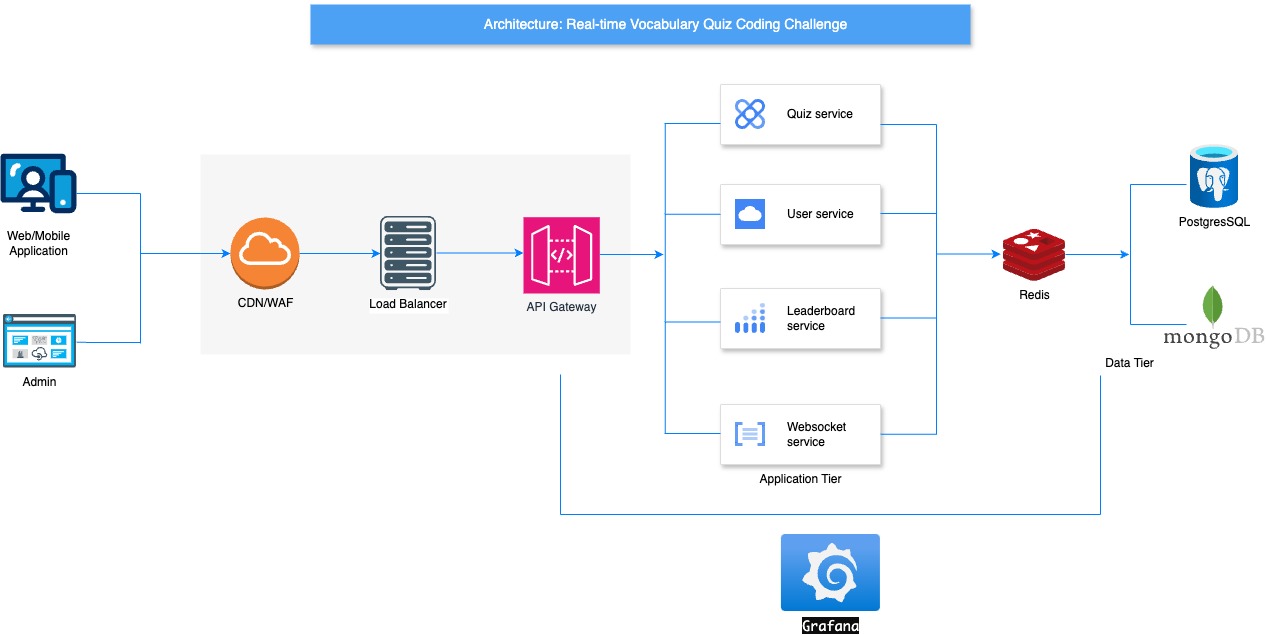 Architecture: Real-time Vocabulary Quiz Coding Challenge
Quiz service
Web/Mobile
Application
User service
PostgresSQL
CDN/WAF
Load Balancer
API Gateway
Leaderboard
service
Redis
mongoDB
Data Tier
Admin
Websocket
service
Application Tier
Grafana